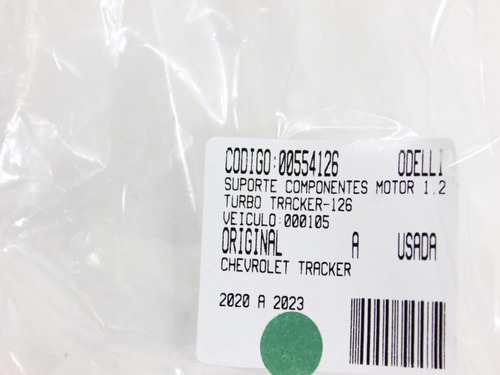 CODIGO:00554126 ODELLI
SUPORTE COMPONENTES MOTOR 1.2
TURBO TRACKER-126
VEICULO:000105
ORIGINAL A USADA
CHEVROLET TRACKER
2020 A 2023